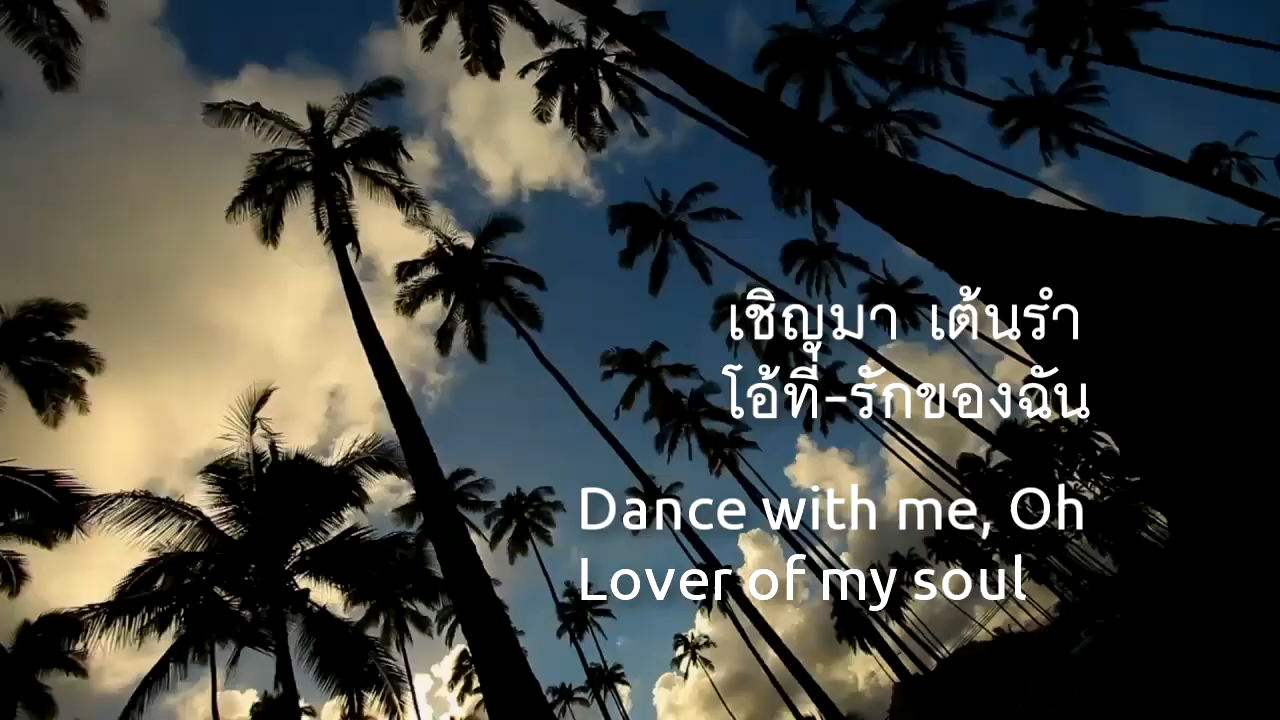 เชิญมา เต้นรำ
โอ้ที่-รักของฉัน
Dance with me, Oh
Lover of my soul